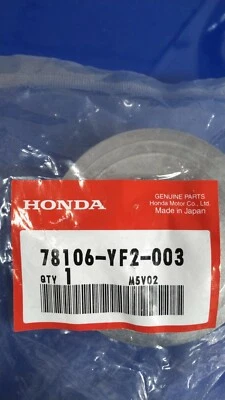 HONDA
GENUINE PARTS
Honda Motor Co., Ltd.
Made in Japan
78106-YF2-003
QTY 1 M5V02